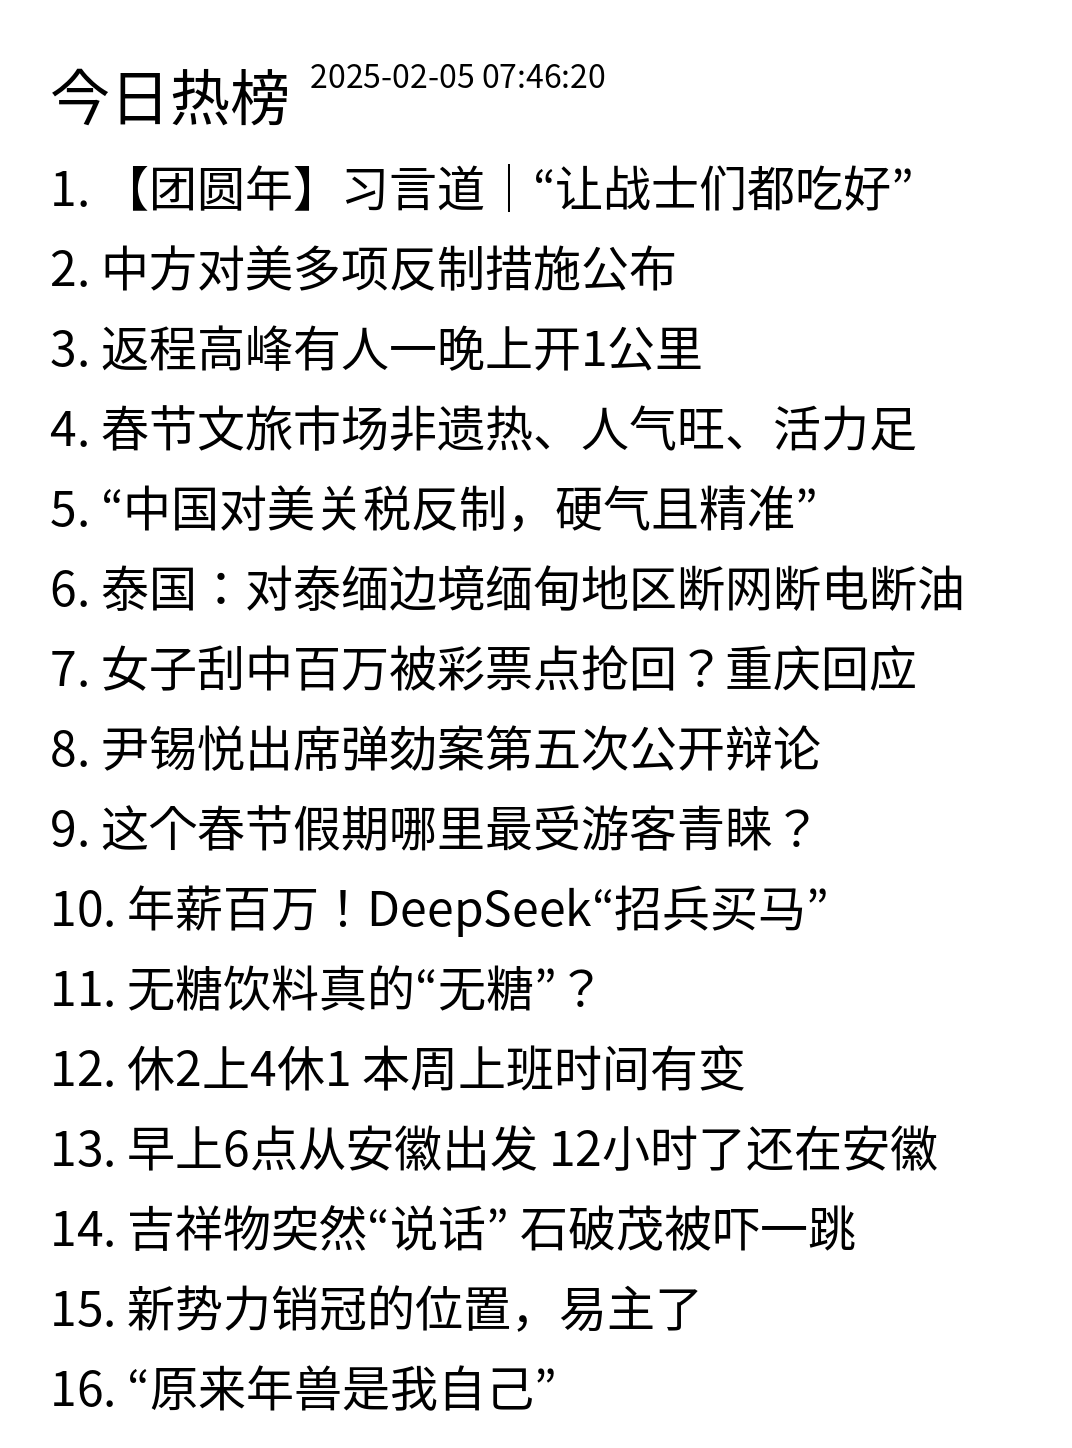 今日热榜 2025-02-05 07:46:20
1. 【团圆年】习言道｜“让战士们都吃好”
2. 中方对美多项反制措施公布
3. 返程高峰有人一晚上开1公里
4. 春节文旅市场非遗热、人气旺、活力足
5. “中国对美关税反制，硬气且精准”
6. 泰国：对泰缅边境缅甸地区断网断电断油
7. 女子刮中百万被彩票点抢回？重庆回应
8. 尹锡悦出席弹劾案第五次公开辩论
9. 这个春节假期哪里最受游客青睐？
10. 年薪百万！DeepSeek“招兵买马”
11. 无糖饮料真的“无糖”？
12. 休2上4休1 本周上班时间有变
13. 早上6点从安徽出发 12小时了还在安徽
14. 吉祥物突然“说话” 石破茂被吓一跳
15. 新势力销冠的位置，易主了
16. “原来年兽是我自己”